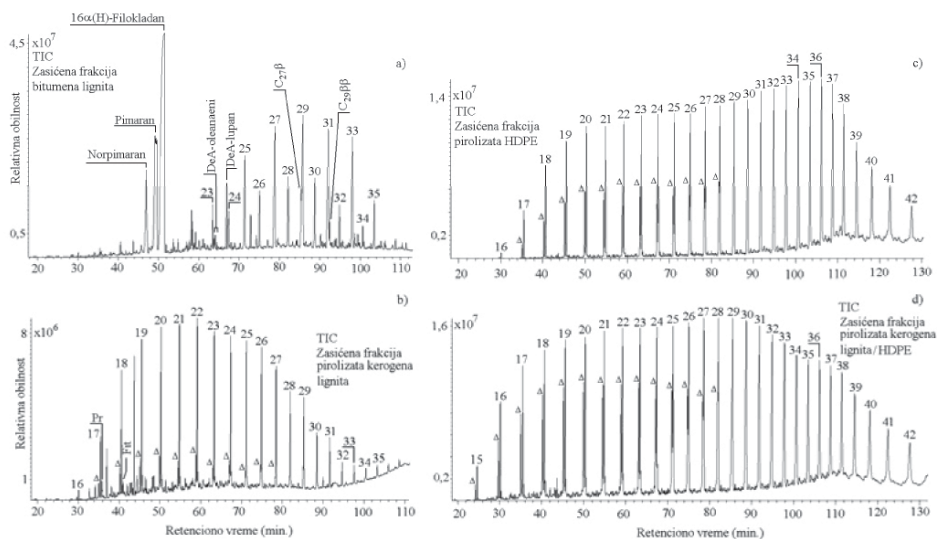 a)
4,5
x10⁷
TIC
Zasićena frakcija
bitumena lignita
Relativna obilnost
0,5
16α(H)-Filokladan
Pimaran
Norpimaran
DeA-oleanaeni
DeA-lupan
C₂₇β
C₂₉ββ
23 24 25 26 27 28 29 30 31 32 33 34 35
20 30 40 50 60 70 80 90 100 110
c)
1,4
x10⁷
TIC
Zasićena frakcija
pirolizata HDPE
0,2
16 17 18 19 20 21 22 23 24 25 26 27 28 29 30 31 32 33 34 35 36 37 38 39 40 41 42
Δ Δ Δ Δ Δ Δ Δ Δ Δ Δ Δ
20 30 40 50 60 70 80 90 100 110 120 130
b)
8
x10⁶
TIC
Zasićena frakcija
pirolizata kerogena
lignita
Relativna obilnost
1
Pr
Fit
16 17 18 19 20 21 22 23 24 25 26 27 28 29 30 31 32 33 34 35
Δ Δ Δ Δ Δ Δ Δ Δ Δ Δ
20 30 40 50 60 70 80 90 100 110
Retenciono vreme (min.)
d)
1,6
x10⁷
TIC
Zasićena frakcija
pirolizata kerogena
lignita/HDPE
0,2
15 16 17 18 19 20 21 22 23 24 25 26 27 28 29 30 31 32 33 34 35 36 37 38 39 40 41 42
Δ Δ Δ Δ Δ Δ Δ Δ Δ Δ Δ Δ Δ
20 30 40 50 60 70 80 90 100 110 120 130
Retenciono vreme (min.)